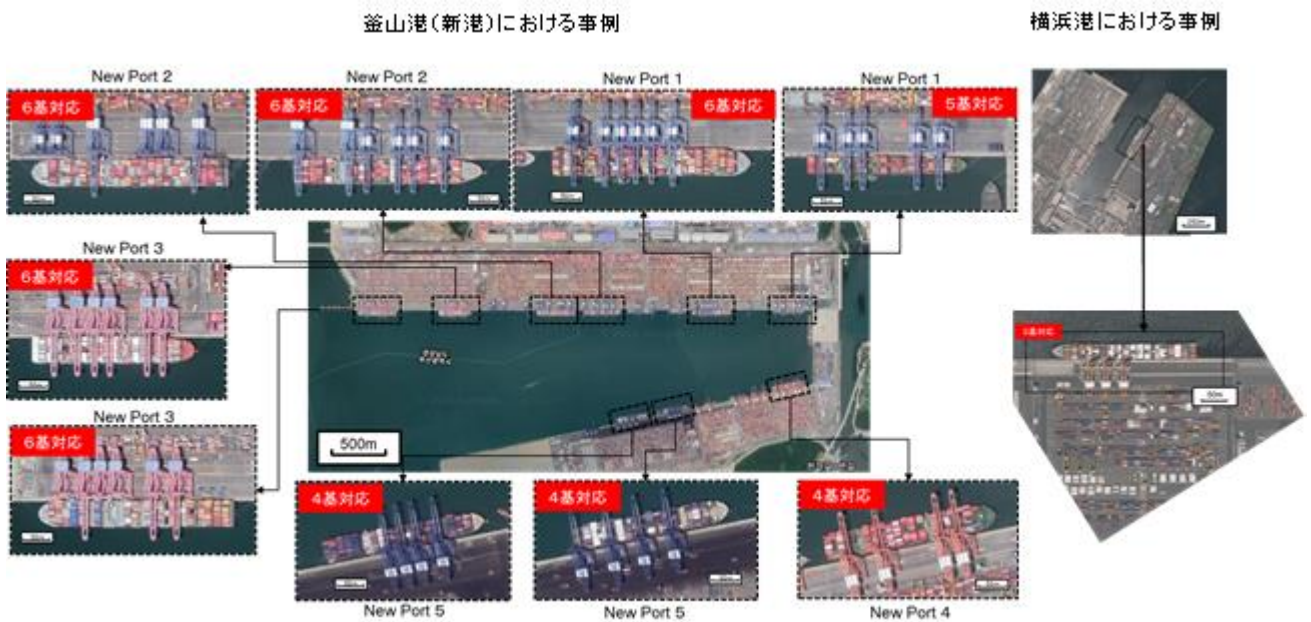 釜山港(新港)における事例
横浜港における事例
New Port 2
New Port 2
New Port 1
New Port 1
6基対応
6基対応
6基対応
5基対応
New Port 3
6基対応
New Port 3
6基対応
500m
4基対応
4基対応
4基対応
New Port 5
New Port 5
New Port 4